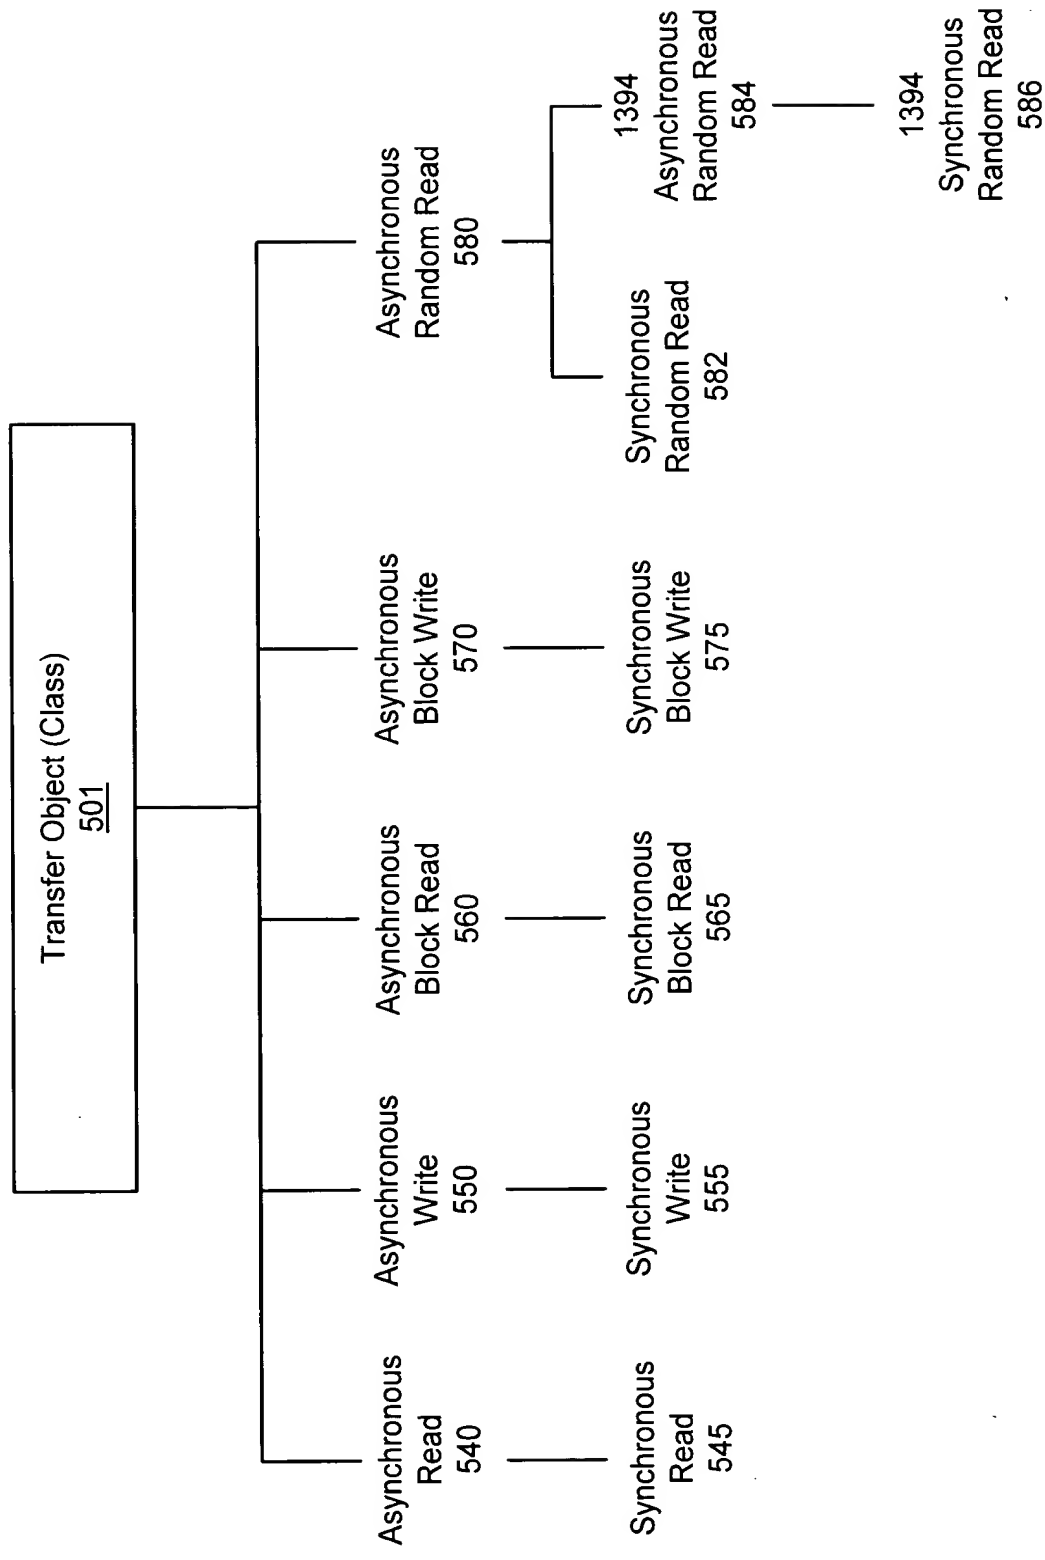 Transfer Object (Class)
501
Asynchronous
Read
540
Asynchronous
Write
550
Asynchronous
Block Read
560
Asynchronous
Block Write
570
Asynchronous
Random Read
580
Synchronous
Read
545
Synchronous
Write
555
Synchronous
Block Read
565
Synchronous
Block Write
575
Synchronous
Random Read
582
1394
Asynchronous
Random Read
584
1394
Synchronous
Random Read
586